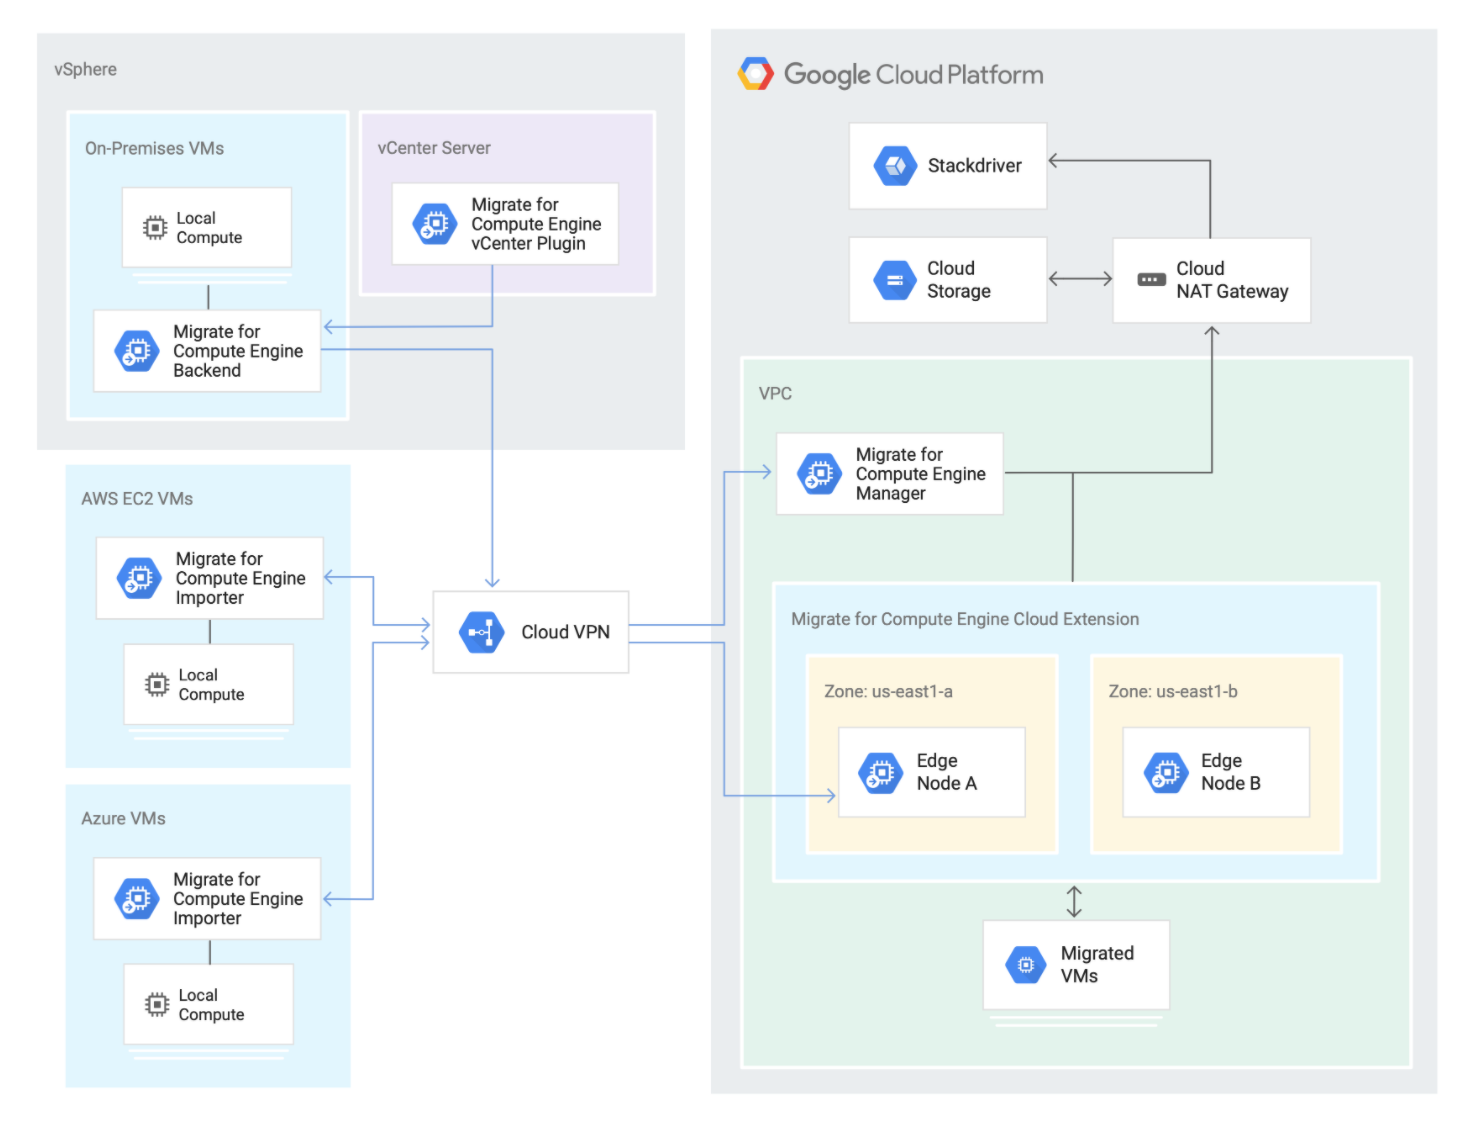 vSphere
On-Premises VMs
Local
Compute
Migrate for
Compute Engine
Backend
vCenter Server
Migrate for
Compute Engine
vCenter Plugin
AWS EC2 VMs
Migrate for
Compute Engine
Importer
Local
Compute
Azure VMs
Migrate for
Compute Engine
Importer
Local
Compute
Cloud VPN
Google Cloud Platform
Stackdriver
Cloud
Storage
Cloud
NAT Gateway
VPC
Migrate for
Compute Engine
Manager
Migrate for Compute Engine Cloud Extension
Zone: us-east1-a
Edge
Node A
Zone: us-east1-b
Edge
Node B
Migrated
VMs